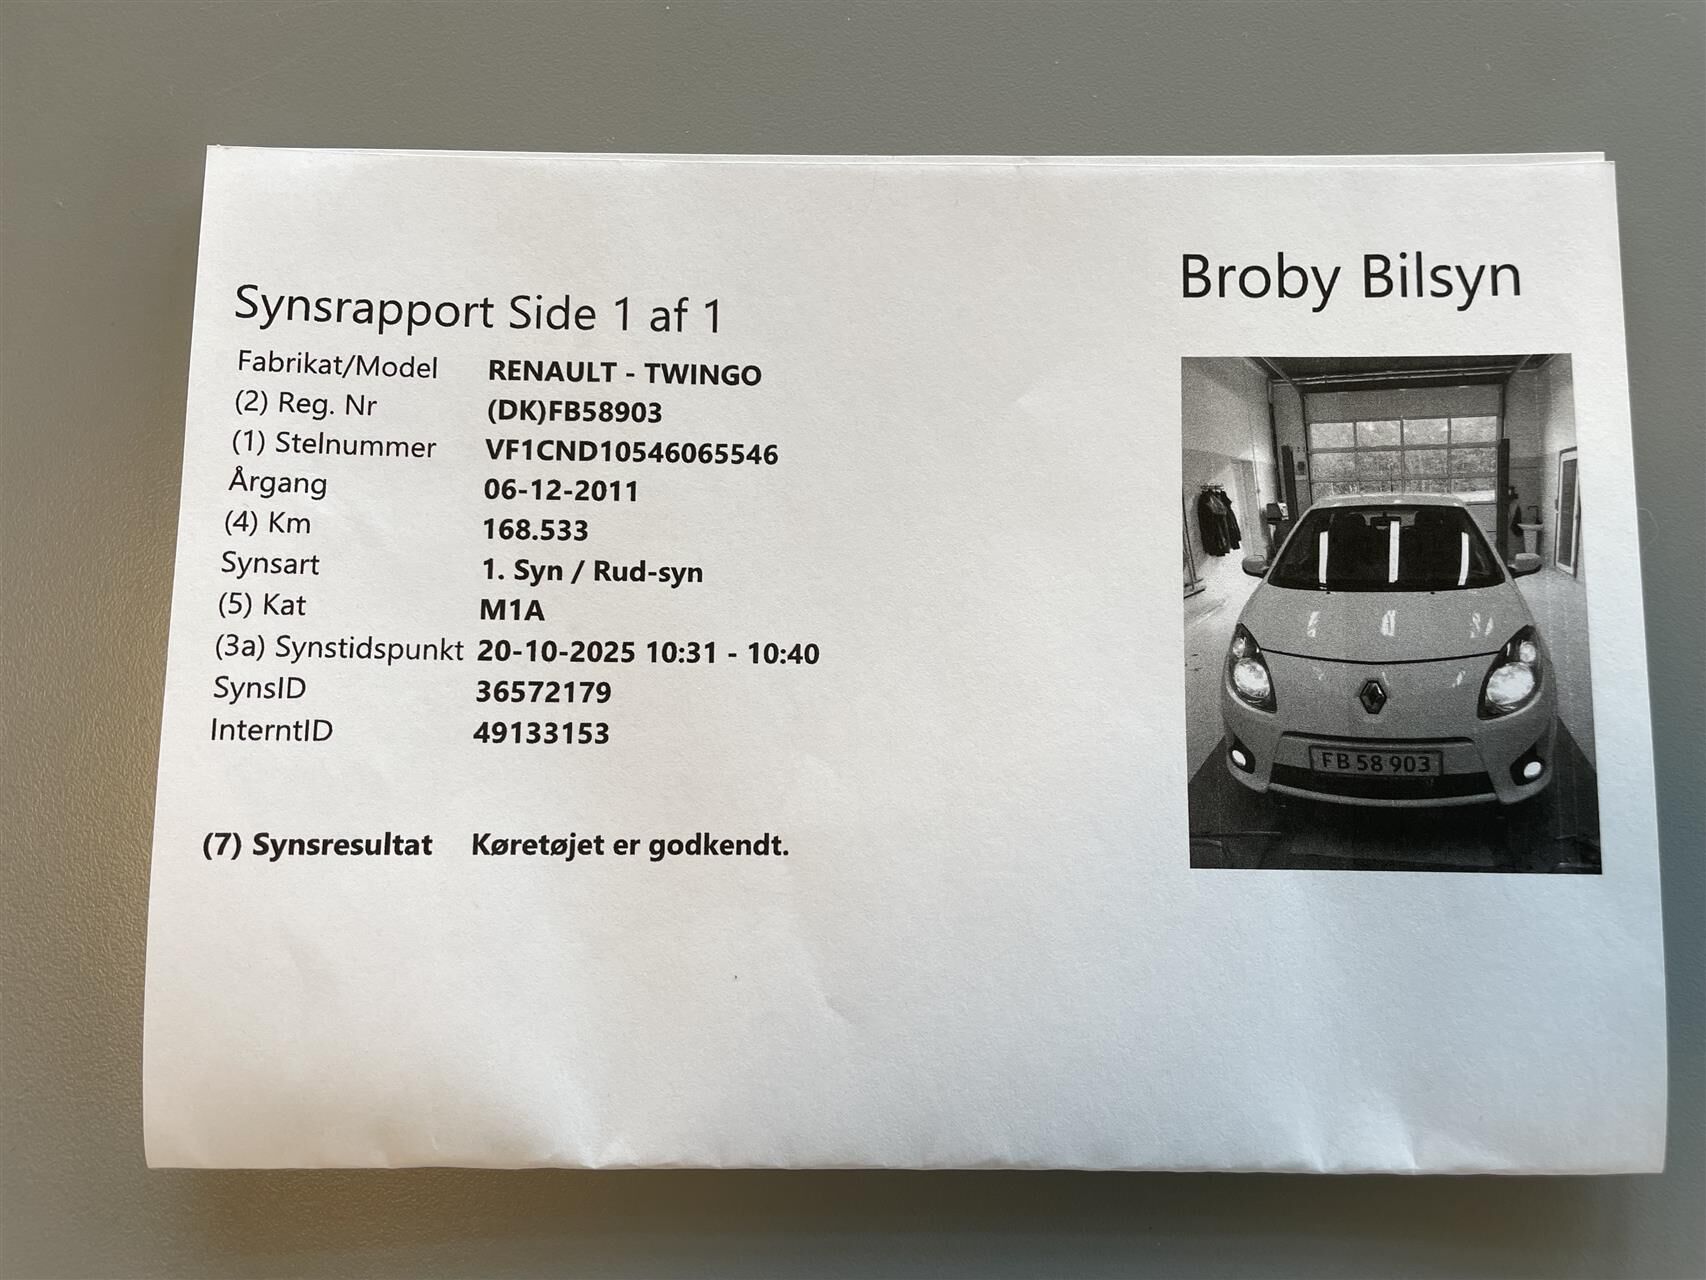 Broby Bilsyn
Synsrapport Side 1 af 1
Fabrikat/Model RENAULT - TWINGO
(2) Reg. Nr (DK)FB58903
(1) Stelnummer VF1CND10546065546
Årgang 06-12-2011
(4) Km 168.533
Synsart 1. Syn / Rud-syn
(5) Kat M1A
(3a) Synstidspunkt 20-10-2025 10:31 - 10:40
SynsID 36572179
InterntID 49133153
(7) Synsresultat Køretøjet er godkendt.
FB 58 903